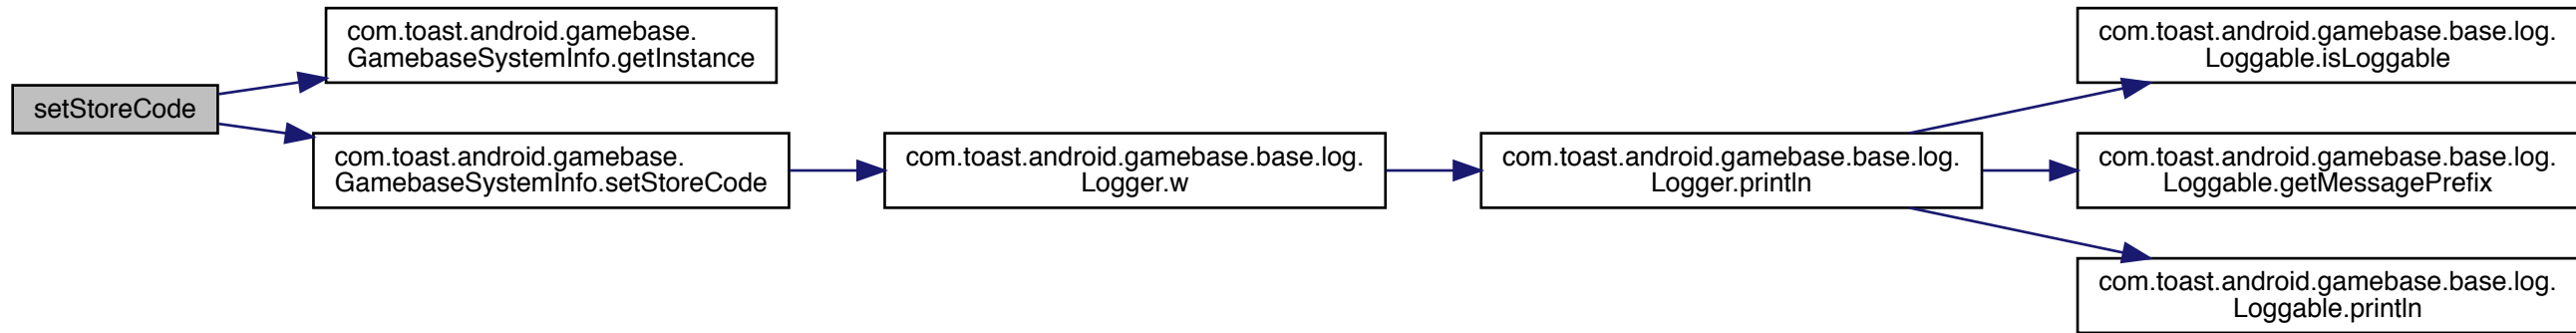 setStoreCode
com.toast.android.gamebase.
GamebaseSystemInfo.getInstance
com.toast.android.gamebase.
GamebaseSystemInfo.setStoreCode
com.toast.android.gamebase.base.log.
Logger.w
com.toast.android.gamebase.base.log.
Logger.println
com.toast.android.gamebase.base.log.
Loggable.isLoggable
com.toast.android.gamebase.base.log.
Loggable.getMessagePrefix
com.toast.android.gamebase.base.log.
Loggable.println